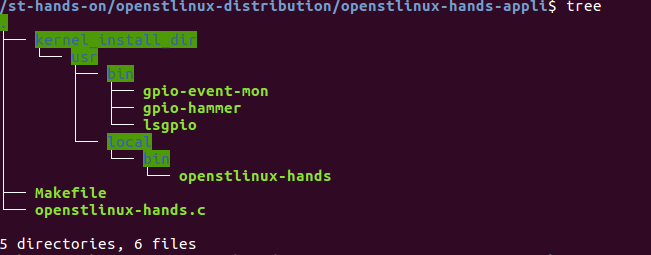 /st-hands-on/openstlinux-distribution/openstlinux-hands-appli$ tree
.
├── kernel_install_dir
│   └── usr
│       ├── bin
│       │   ├── gpio-event-mon
│       │   ├── gpio-hammer
│       │   └── lsgpio
│       └── local
│           └── bin
│               └── openstlinux-hands
├── Makefile
└── openstlinux-hands.c
5 directories, 6 files